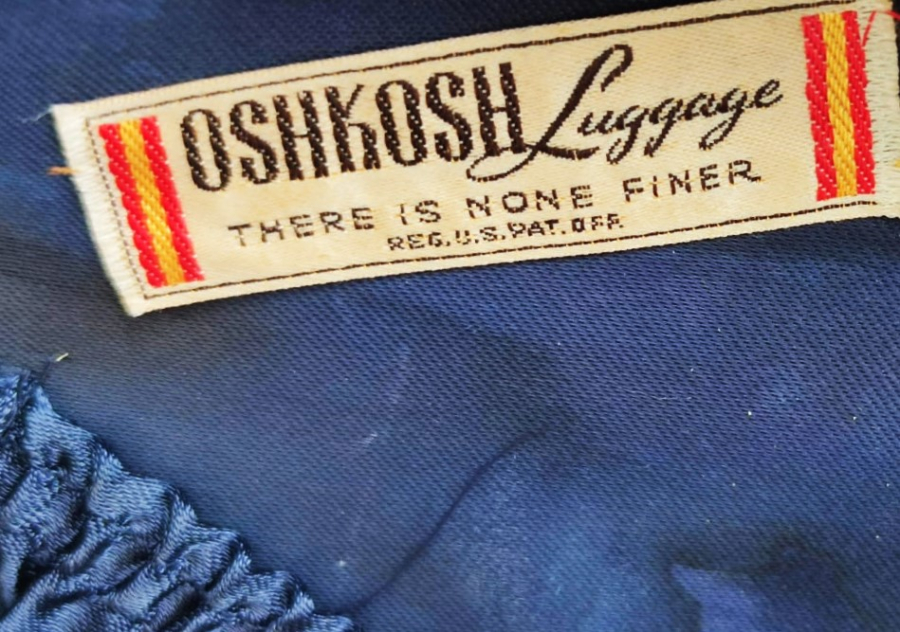 OSHKOSH Luggage
THERE IS NONE FINER
REG.U.S.PAT.OFF.